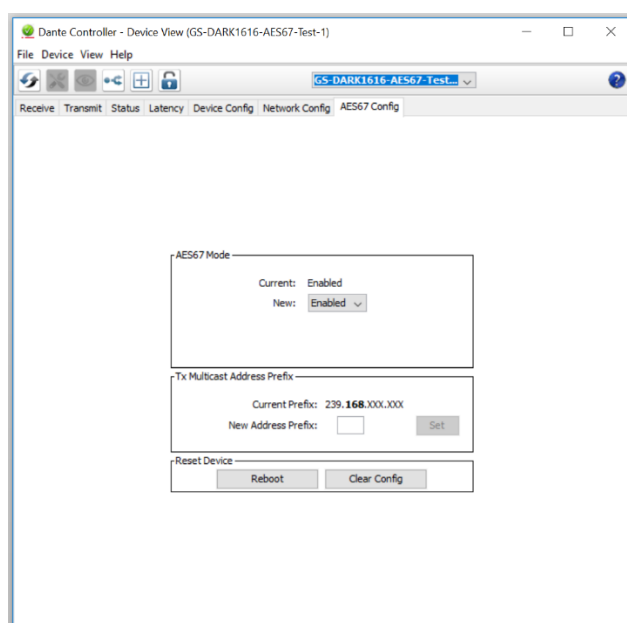 Dante Controller - Device View (GS-DARK1616-AES67-Test-1)
File Device View Help
GS-DARK1616-AES67-Test...
?
Receive Transmit Status Latency Device Config Network Config AES67 Config
AES67 Mode
Current: Enabled
New: Enabled
Tx Multicast Address Prefix
Current Prefix: 239.168.XXX.XXX
New Address Prefix: Set
Reset Device
Reboot Clear Config